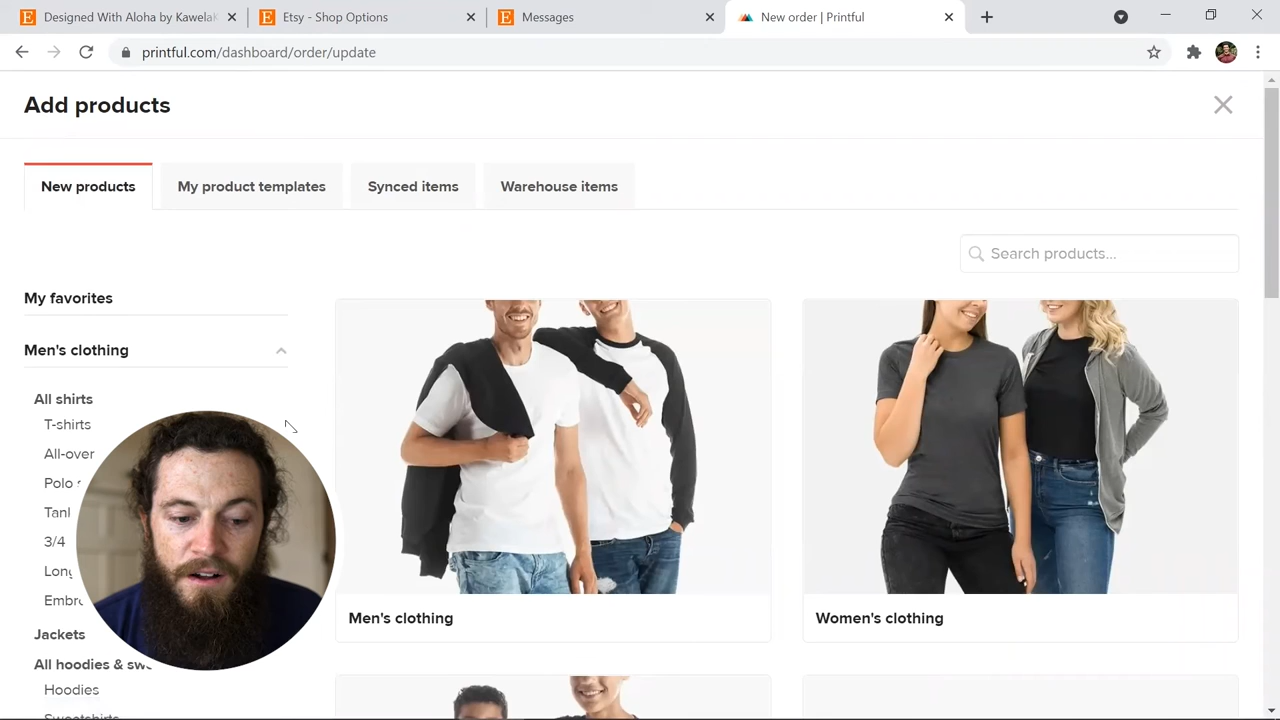 Designed With Aloha by Kawela
Etsy - Shop Options
Messages
New order | Printful
printful.com/dashboard/order/update
Add products
New products
My product templates
Synced items
Warehouse items
Search products...
My favorites
Men's clothing
All shirts
T-shirts
All-over
Polo
3/4
Jackets
All hoodies &
Hoodies
Sweatshirts
Men's clothing
Women's clothing